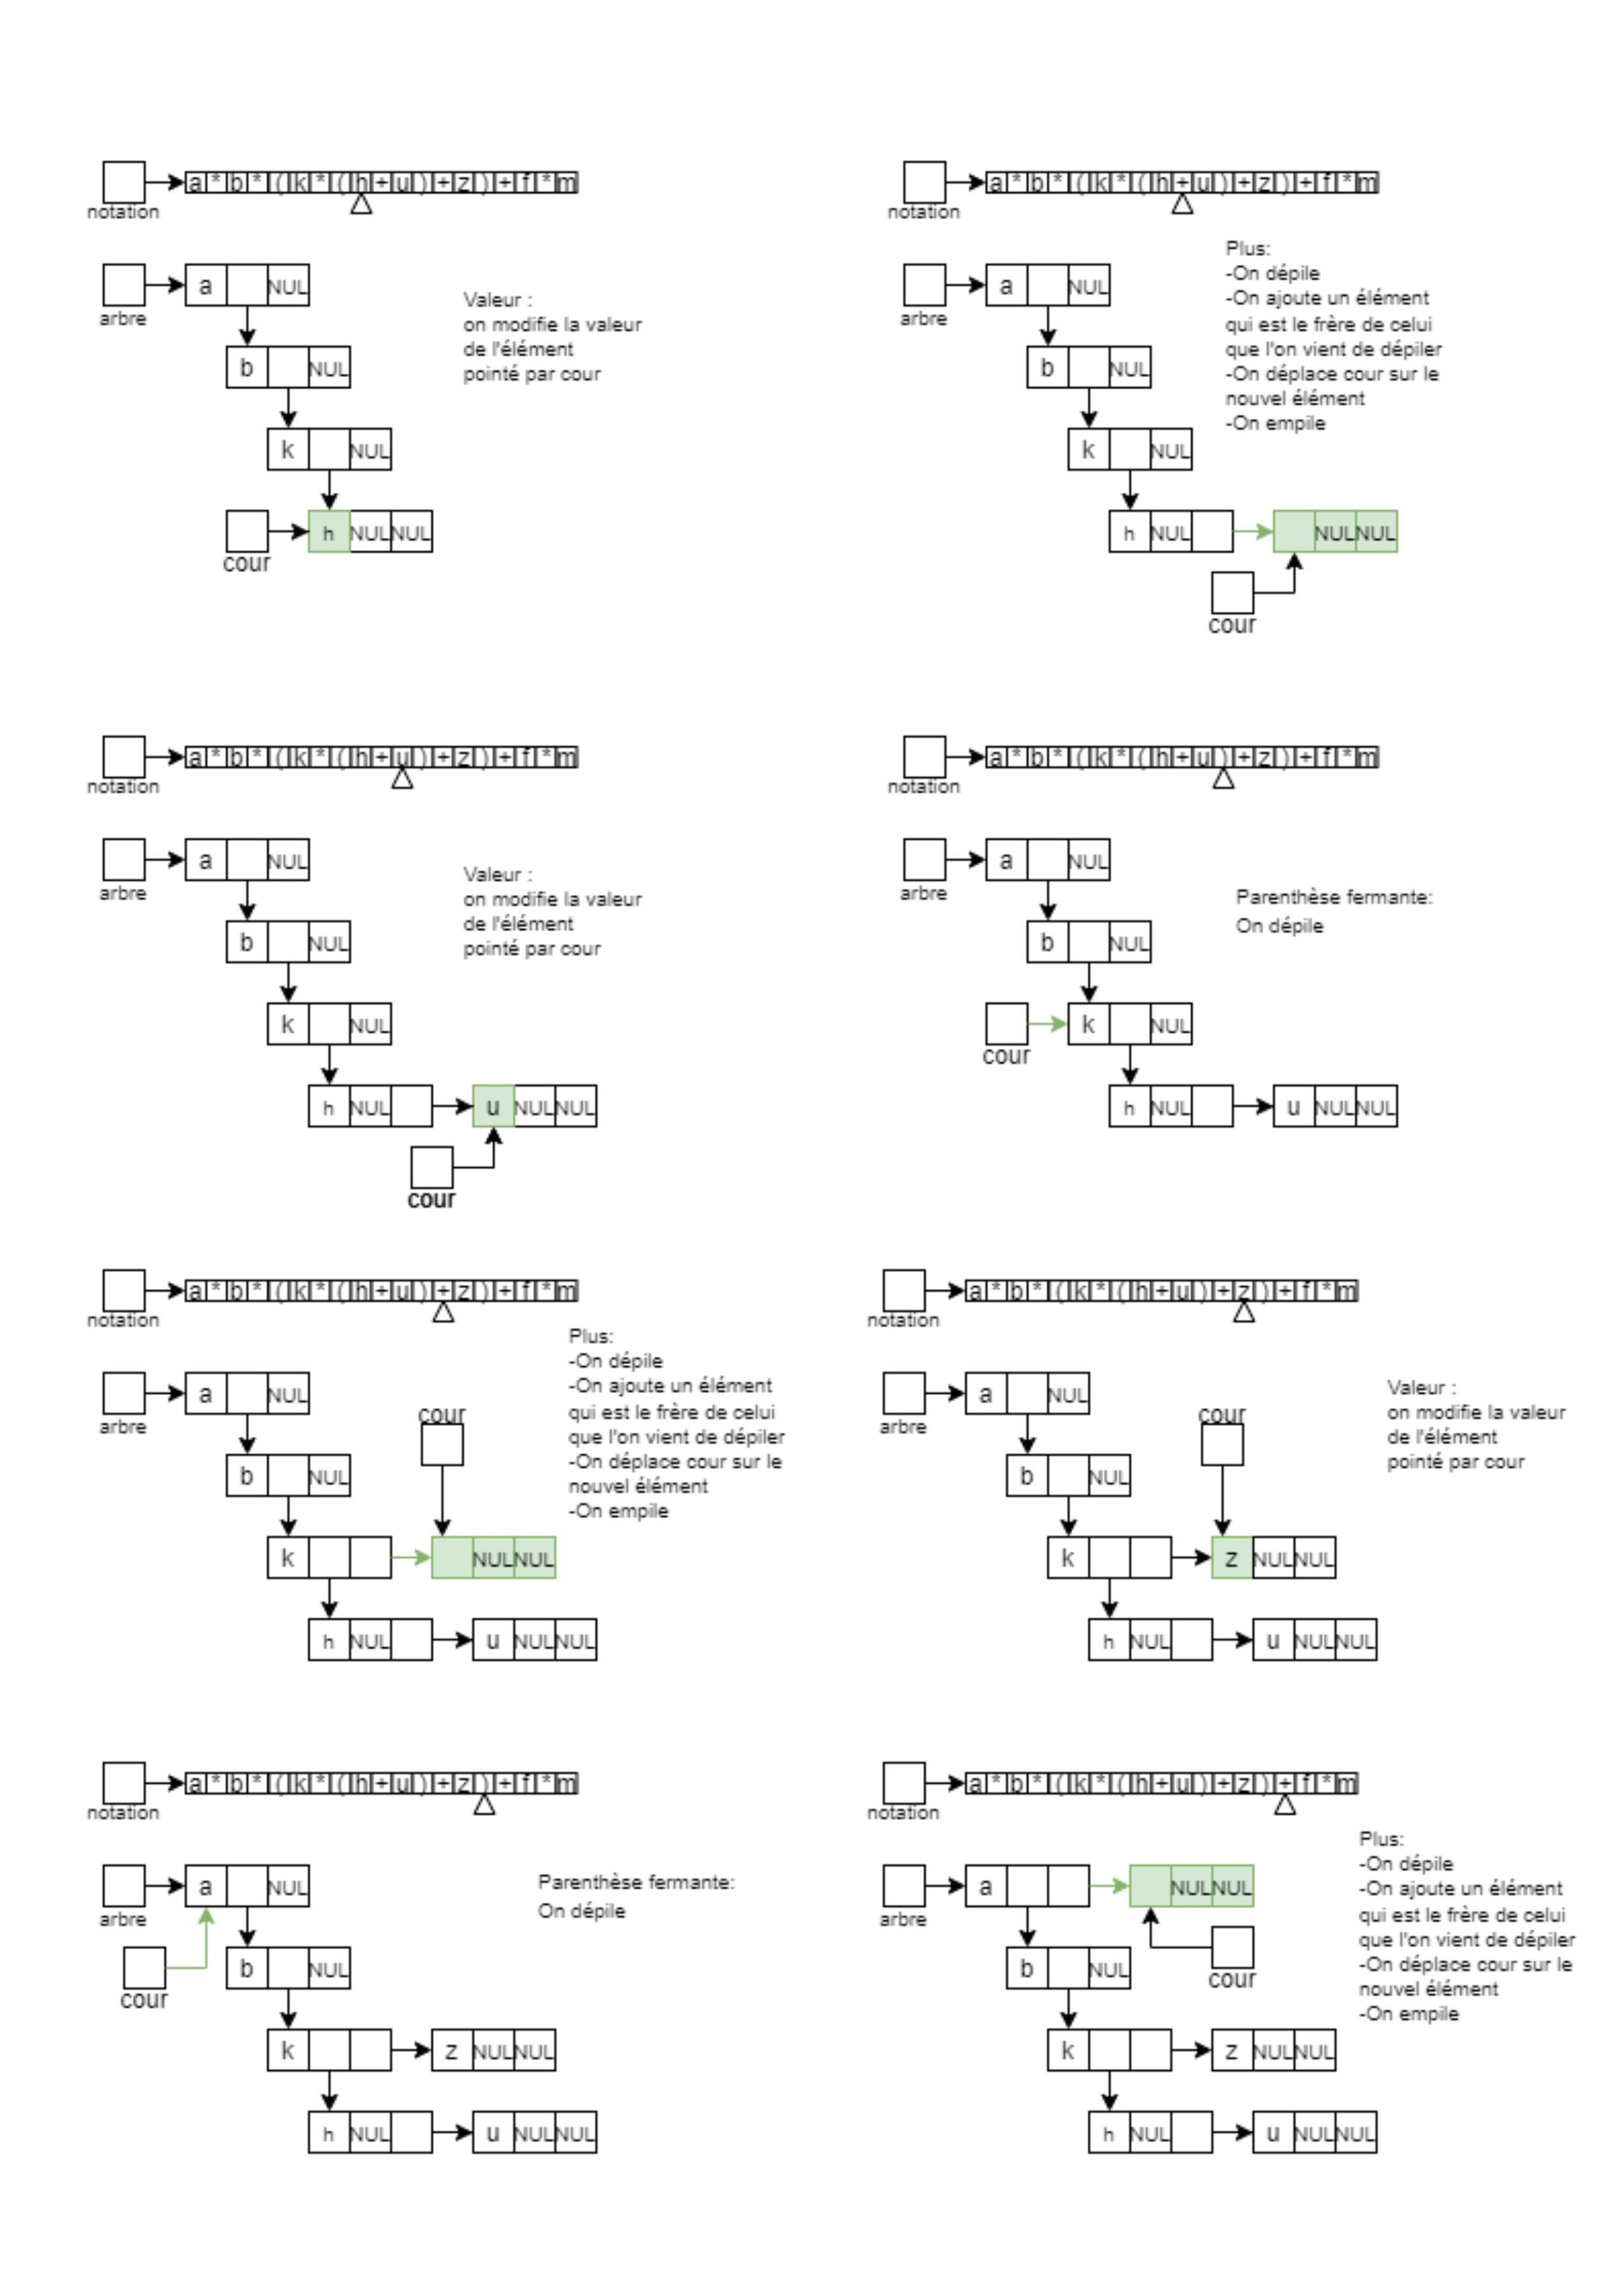 a*b*(k*(h+u)+z)+f*m
notation
a NUL
arbre
Valeur :
on modifie la valeur
de l'élément
pointé par cour
b NUL
k NUL
h NUL NUL
cour
a*b*(k*(h+u)+z)+f*m
notation
Plus:
-On dépile
-On ajoute un élément
qui est le frère de celui
que l'on vient de dépiler
-On déplace cour sur le
nouvel élément
-On empile
a NUL
arbre
b NUL
k NUL
h NUL NUL NUL
cour
a*b*(k*(h+u)+z)+f*m
notation
a NUL
arbre
Valeur :
on modifie la valeur
de l'élément
pointé par cour
b NUL
k NUL
h NUL u NUL NUL
cour
a*b*(k*(h+u)+z)+f*m
notation
a NUL
arbre
Parenthèse fermante:
On dépile
b NUL
k NUL
cour
h NUL u NUL NUL
a*b*(k*(h+u)+z)+f*m
notation
Plus:
-On dépile
-On ajoute un élément
qui est le frère de celui
que l'on vient de dépiler
-On déplace cour sur le
nouvel élément
-On empile
a NUL
arbre
cour
b NUL
k NUL NUL
h NUL u NUL NUL
a*b*(k*(h+u)+z)+f*m
notation
a NUL
arbre
cour
Valeur :
on modifie la valeur
de l'élément
pointé par cour
b NUL
k z NUL NUL
h NUL u NUL NUL
a*b*(k*(h+u)+z)+f*m
notation
a NUL
arbre
Parenthèse fermante:
On dépile
b NUL
cour
k z NUL NUL
h NUL u NUL NUL
a*b*(k*(h+u)+z)+f*m
notation
Plus:
-On dépile
-On ajoute un élément
qui est le frère de celui
que l'on vient de dépiler
-On déplace cour sur le
nouvel élément
-On empile
a NUL NUL
arbre
b NUL
cour
k z NUL NUL
h NUL u NUL NUL